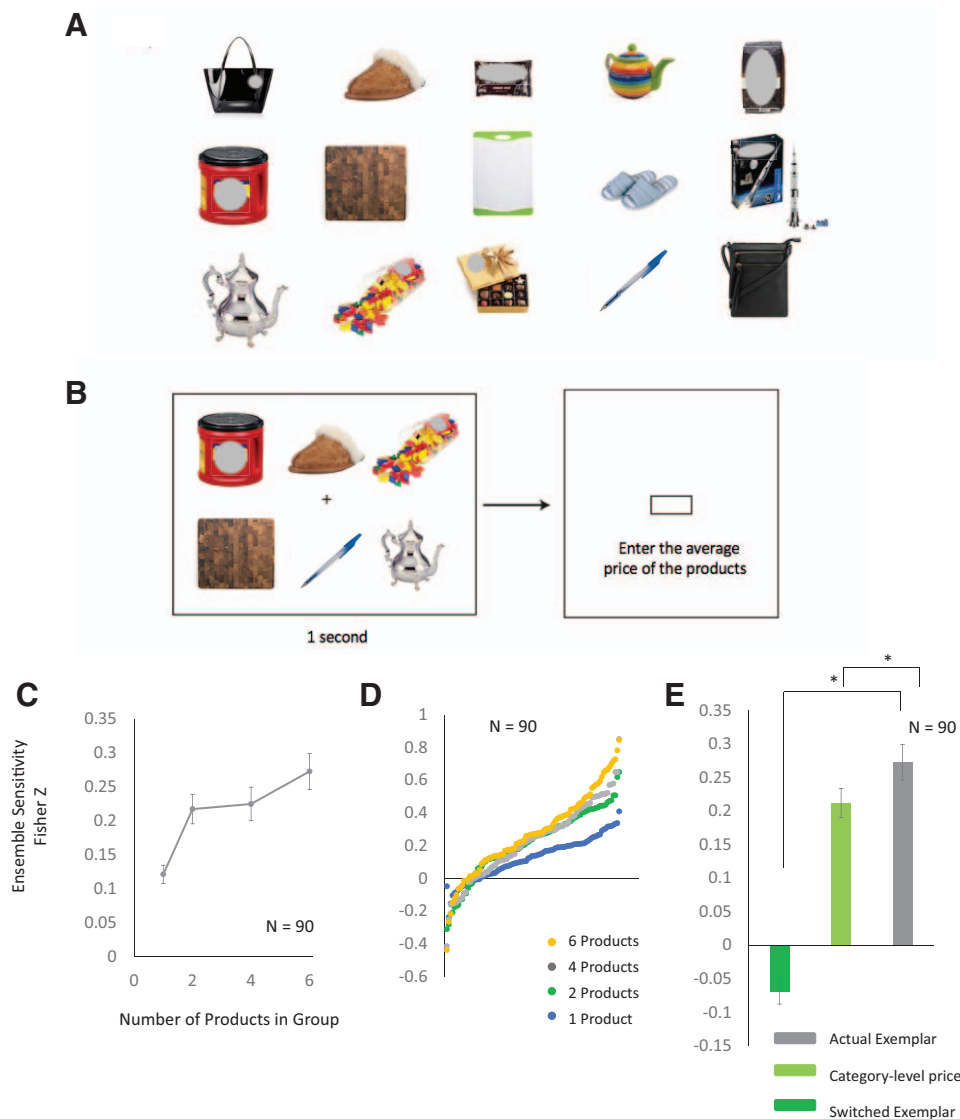 A
B
+
1 second
Enter the average
price of the products
C
Ensemble Sensitivity
Fisher Z
0.35
0.3
0.25
0.2
0.15
0.1
0.05
0
0 2 4 6
N = 90
Number of Products in Group
D
1
0.8
0.6
0.4
0.2
0
-0.2
-0.4
-0.6
N = 90
6 Products
4 Products
2 Products
1 Product
E
*
*
N = 90
0.35
0.3
0.25
0.2
0.15
0.1
0.05
0
-0.05
-0.1
-0.15
Actual Exemplar
Category-level price
Switched Exemplar